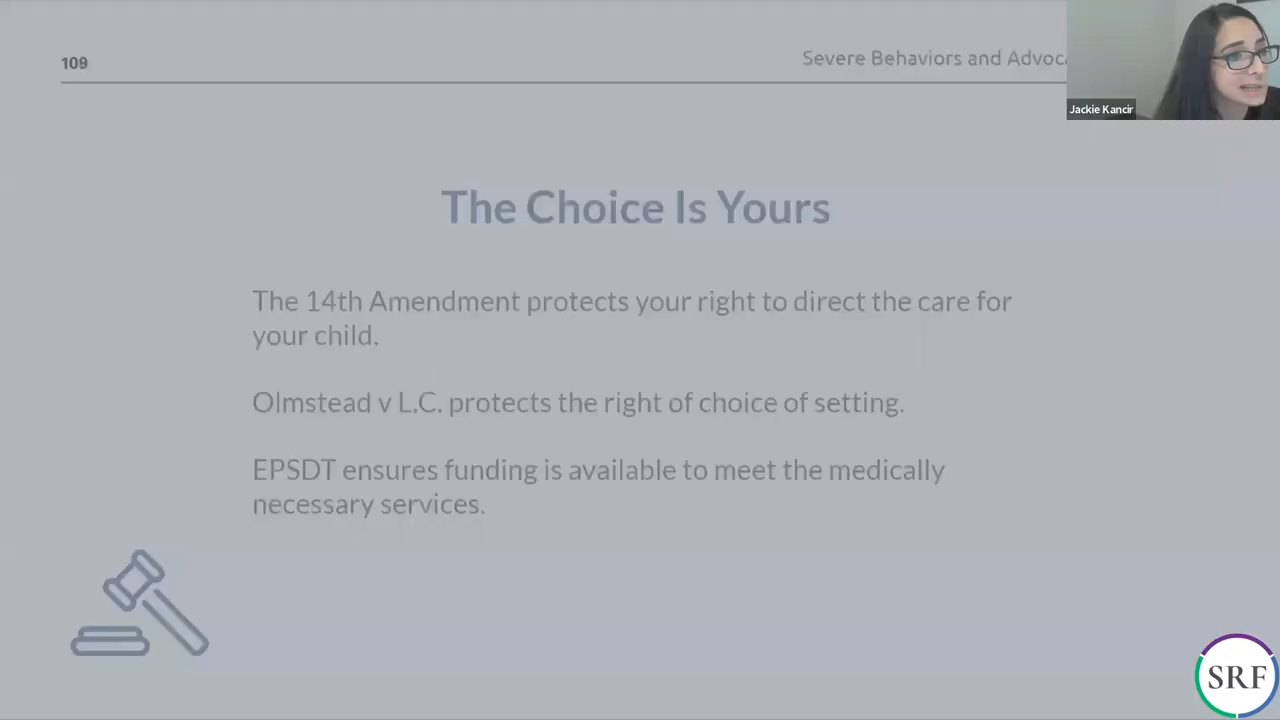 109
Severe Behaviors and Advoca
Jackie Kancir
The Choice Is Yours
The 14th Amendment protects your right to direct the care for
your child.
Olmstead v L.C. protects the right of choice of setting.
EPSDT ensures funding is available to meet the medically
necessary services.
SRF